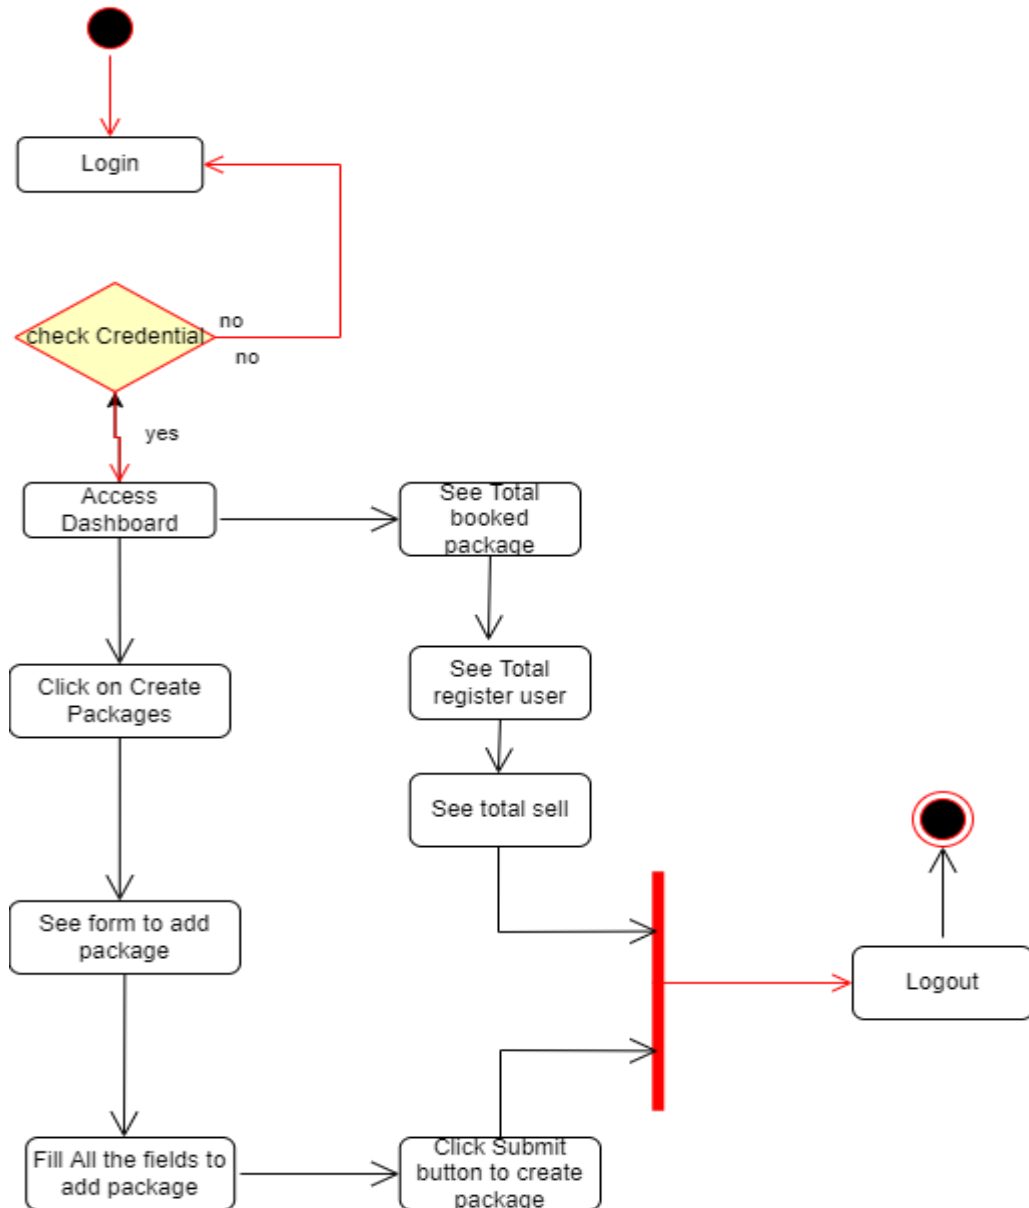 Login
check Credential
no
no
yes
Access
Dashboard
See Total
booked
package
Click on Create
Packages
See Total
register user
See total sell
See form to add
package
Logout
Fill All the fields to
add package
Click Submit
button to create
package